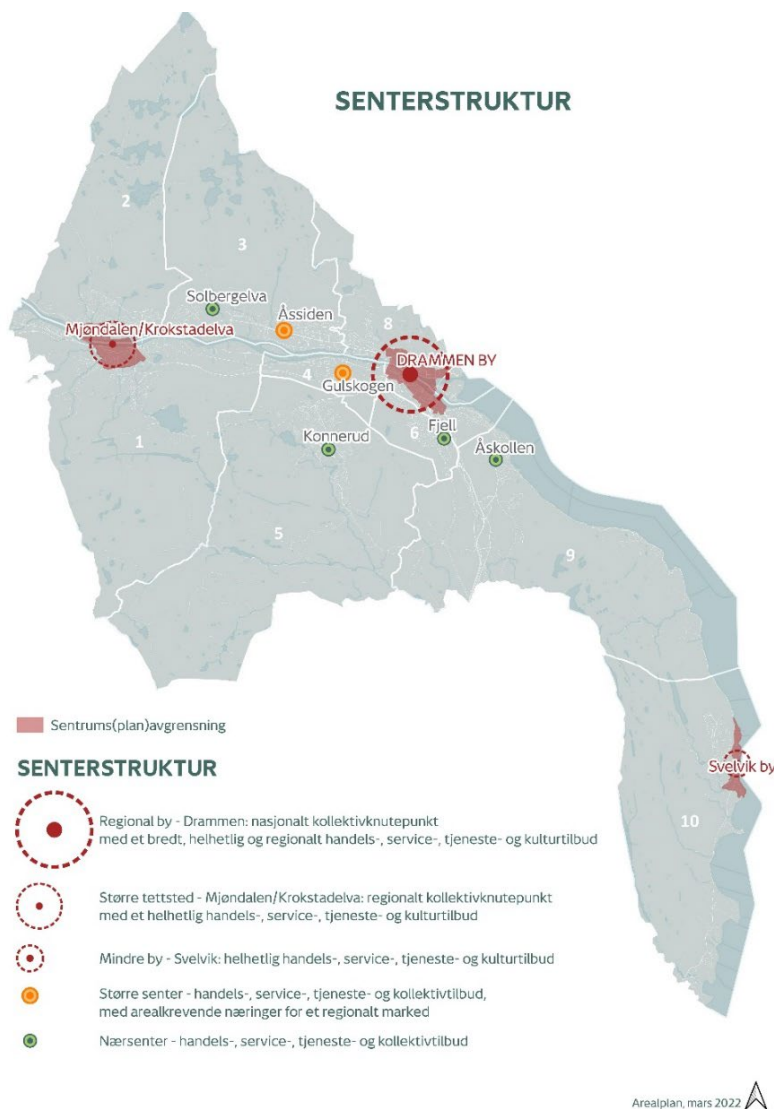 SENTERSTRUKTUR
2
3
Solbergelva
Åssiden
8
Mjøndalen/Krokstadelva
DRAMMEN BY
4
Gulskogen
Fjell
6
Konnerud
Åskollen
1
5
9
Svelvik by
10
Sentrums(plan)avgrensning
SENTERSTRUKTUR
Regional by - Drammen: nasjonalt kollektivknutepunkt
med et bredt, helhetlig og regionalt handels-, service-, tjeneste- og kulturtilbud
Større tettsted - Mjøndalen/Krokstadelva: regionalt kollektivknutepunkt
med et helhetlig handels-, service-, tjeneste- og kulturtilbud
Mindre by - Svelvik: helhetlig handels-, service-, tjeneste- og kulturtilbud
Større senter - handels-, service-, tjeneste- og kollektivtilbud,
med arealkrevende næringer for et regionalt marked
Nærsenter - handels-, service-, tjeneste- og kollektivtilbud
Arealplan, mars 2022